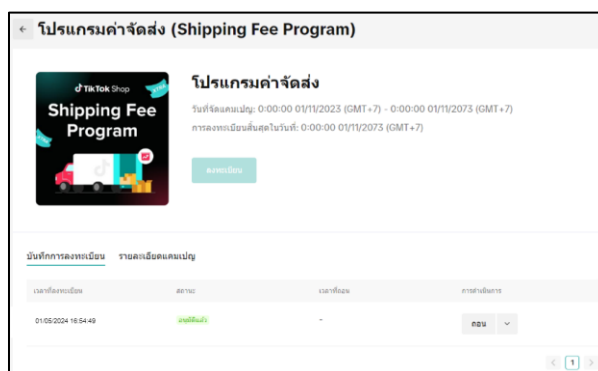 ← โปรแกรมค่าจัดส่ง (Shipping Fee Program)
TikTok Shop
Shipping Fee
Program
โปรแกรมค่าจัดส่ง
วันที่จัดแคมเปญ: 0:00:00 01/11/2023 (GMT+7) - 0:00:00 01/11/2073 (GMT+7)
การลงทะเบียนสิ้นสุดในวันที่: 0:00:00 01/11/2073 (GMT+7)
ลงทะเบียน
บันทึกการลงทะเบียน รายละเอียดแคมเปญ
เวลาที่ลงทะเบียน สถานะ เวลาที่ถอน การดำเนินการ
01/05/2024 16:54:49 อนุมัติแล้ว - ถอน
< 1 >